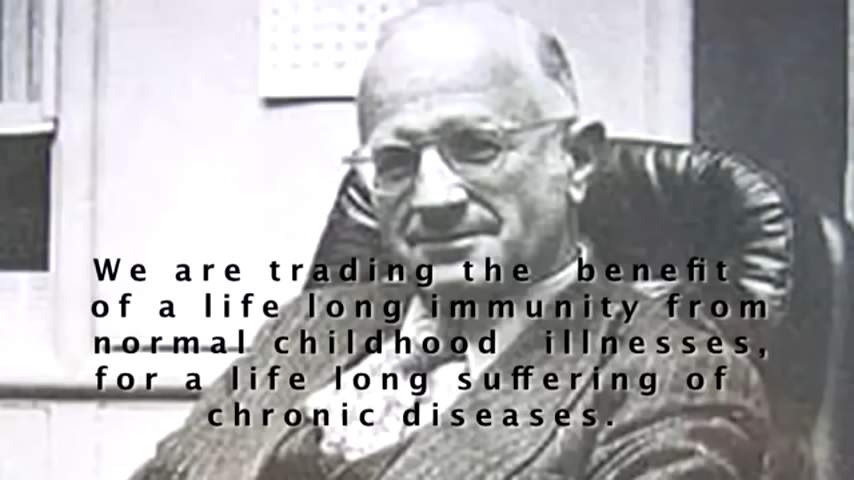 We are trading the benefit
of a life long immunity from
normal childhood illnesses,
for a life long suffering of
chronic diseases.